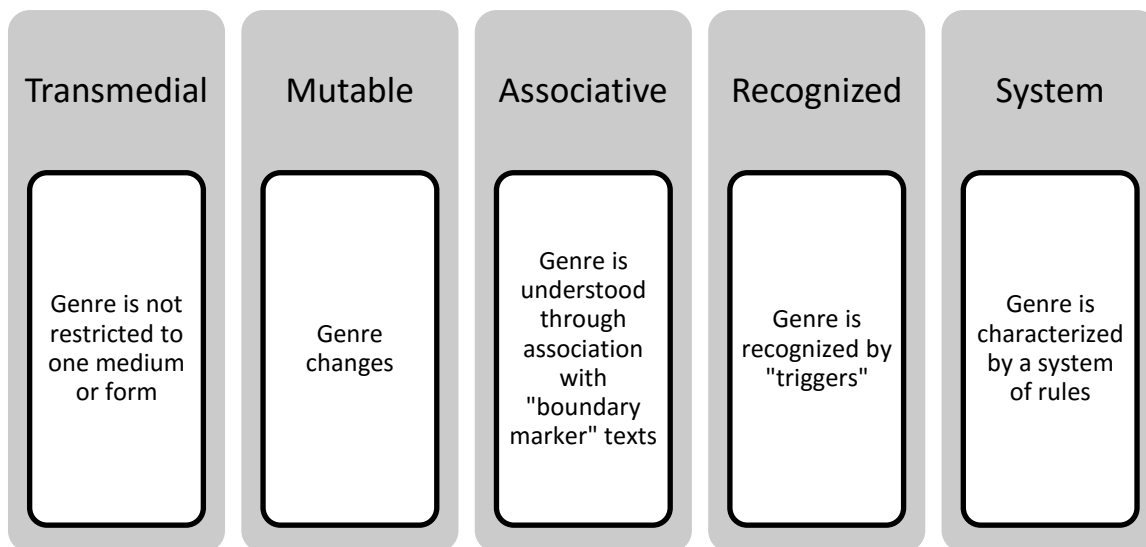 Transmedial
Genre is not
restricted to
one medium
or form
Mutable
Genre
changes
Associative
Genre is
understood
through
association
with
"boundary
marker" texts
Recognized
Genre is
recognized by
"triggers"
System
Genre is
characterized
by a system
of rules